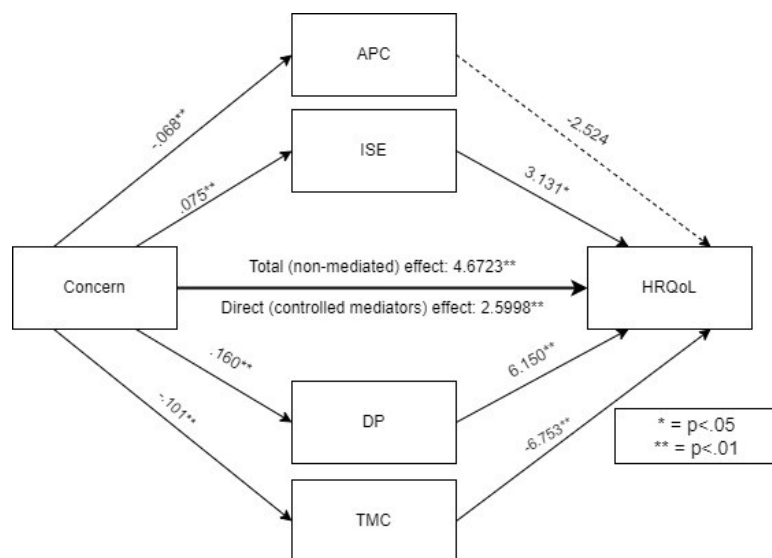 APC
-.068**
-2.524
ISE
.075**
3.131*
Concern
Total (non-mediated) effect: 4.6723**
Direct (controlled mediators) effect: 2.5998**
HRQoL
.160**
6.150**
DP
-.101**
-6.753**
* = p<.05
** = p<.01
TMC